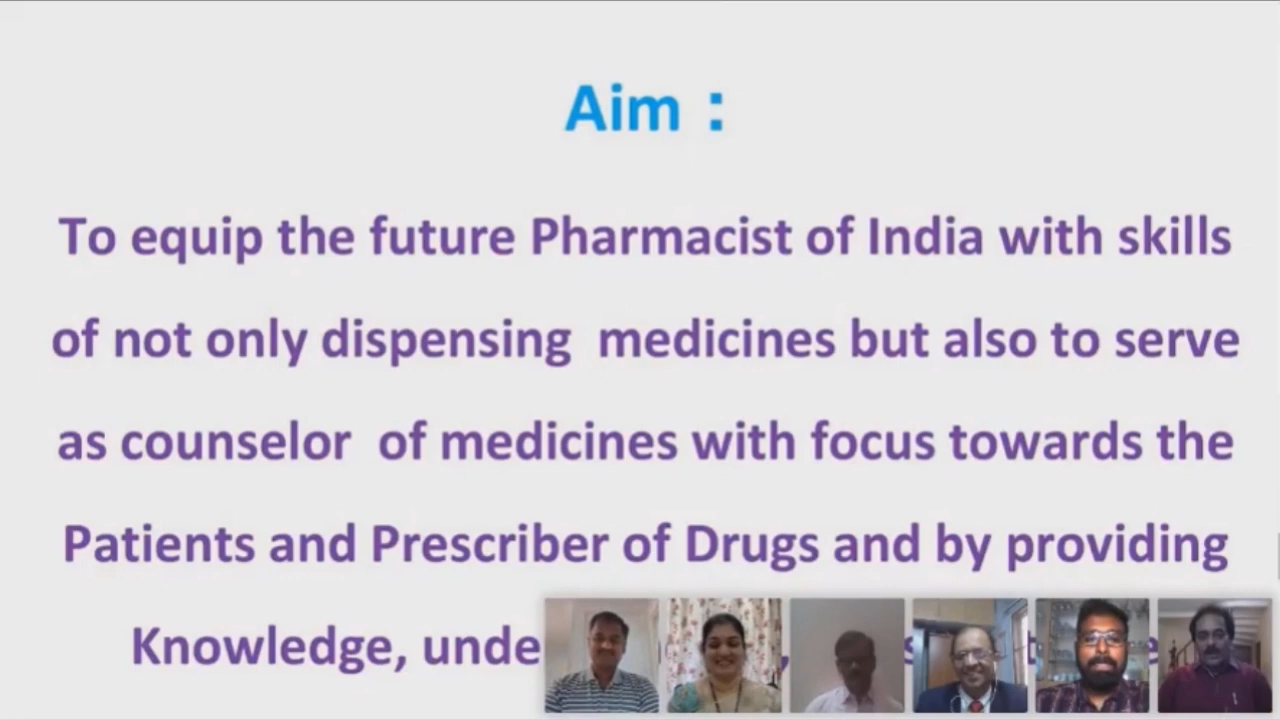 Aim :
To equip the future Pharmacist of India with skills
of not only dispensing medicines but also to serve
as counselor of medicines with focus towards the
Patients and Prescriber of Drugs and by providing
Knowledge,